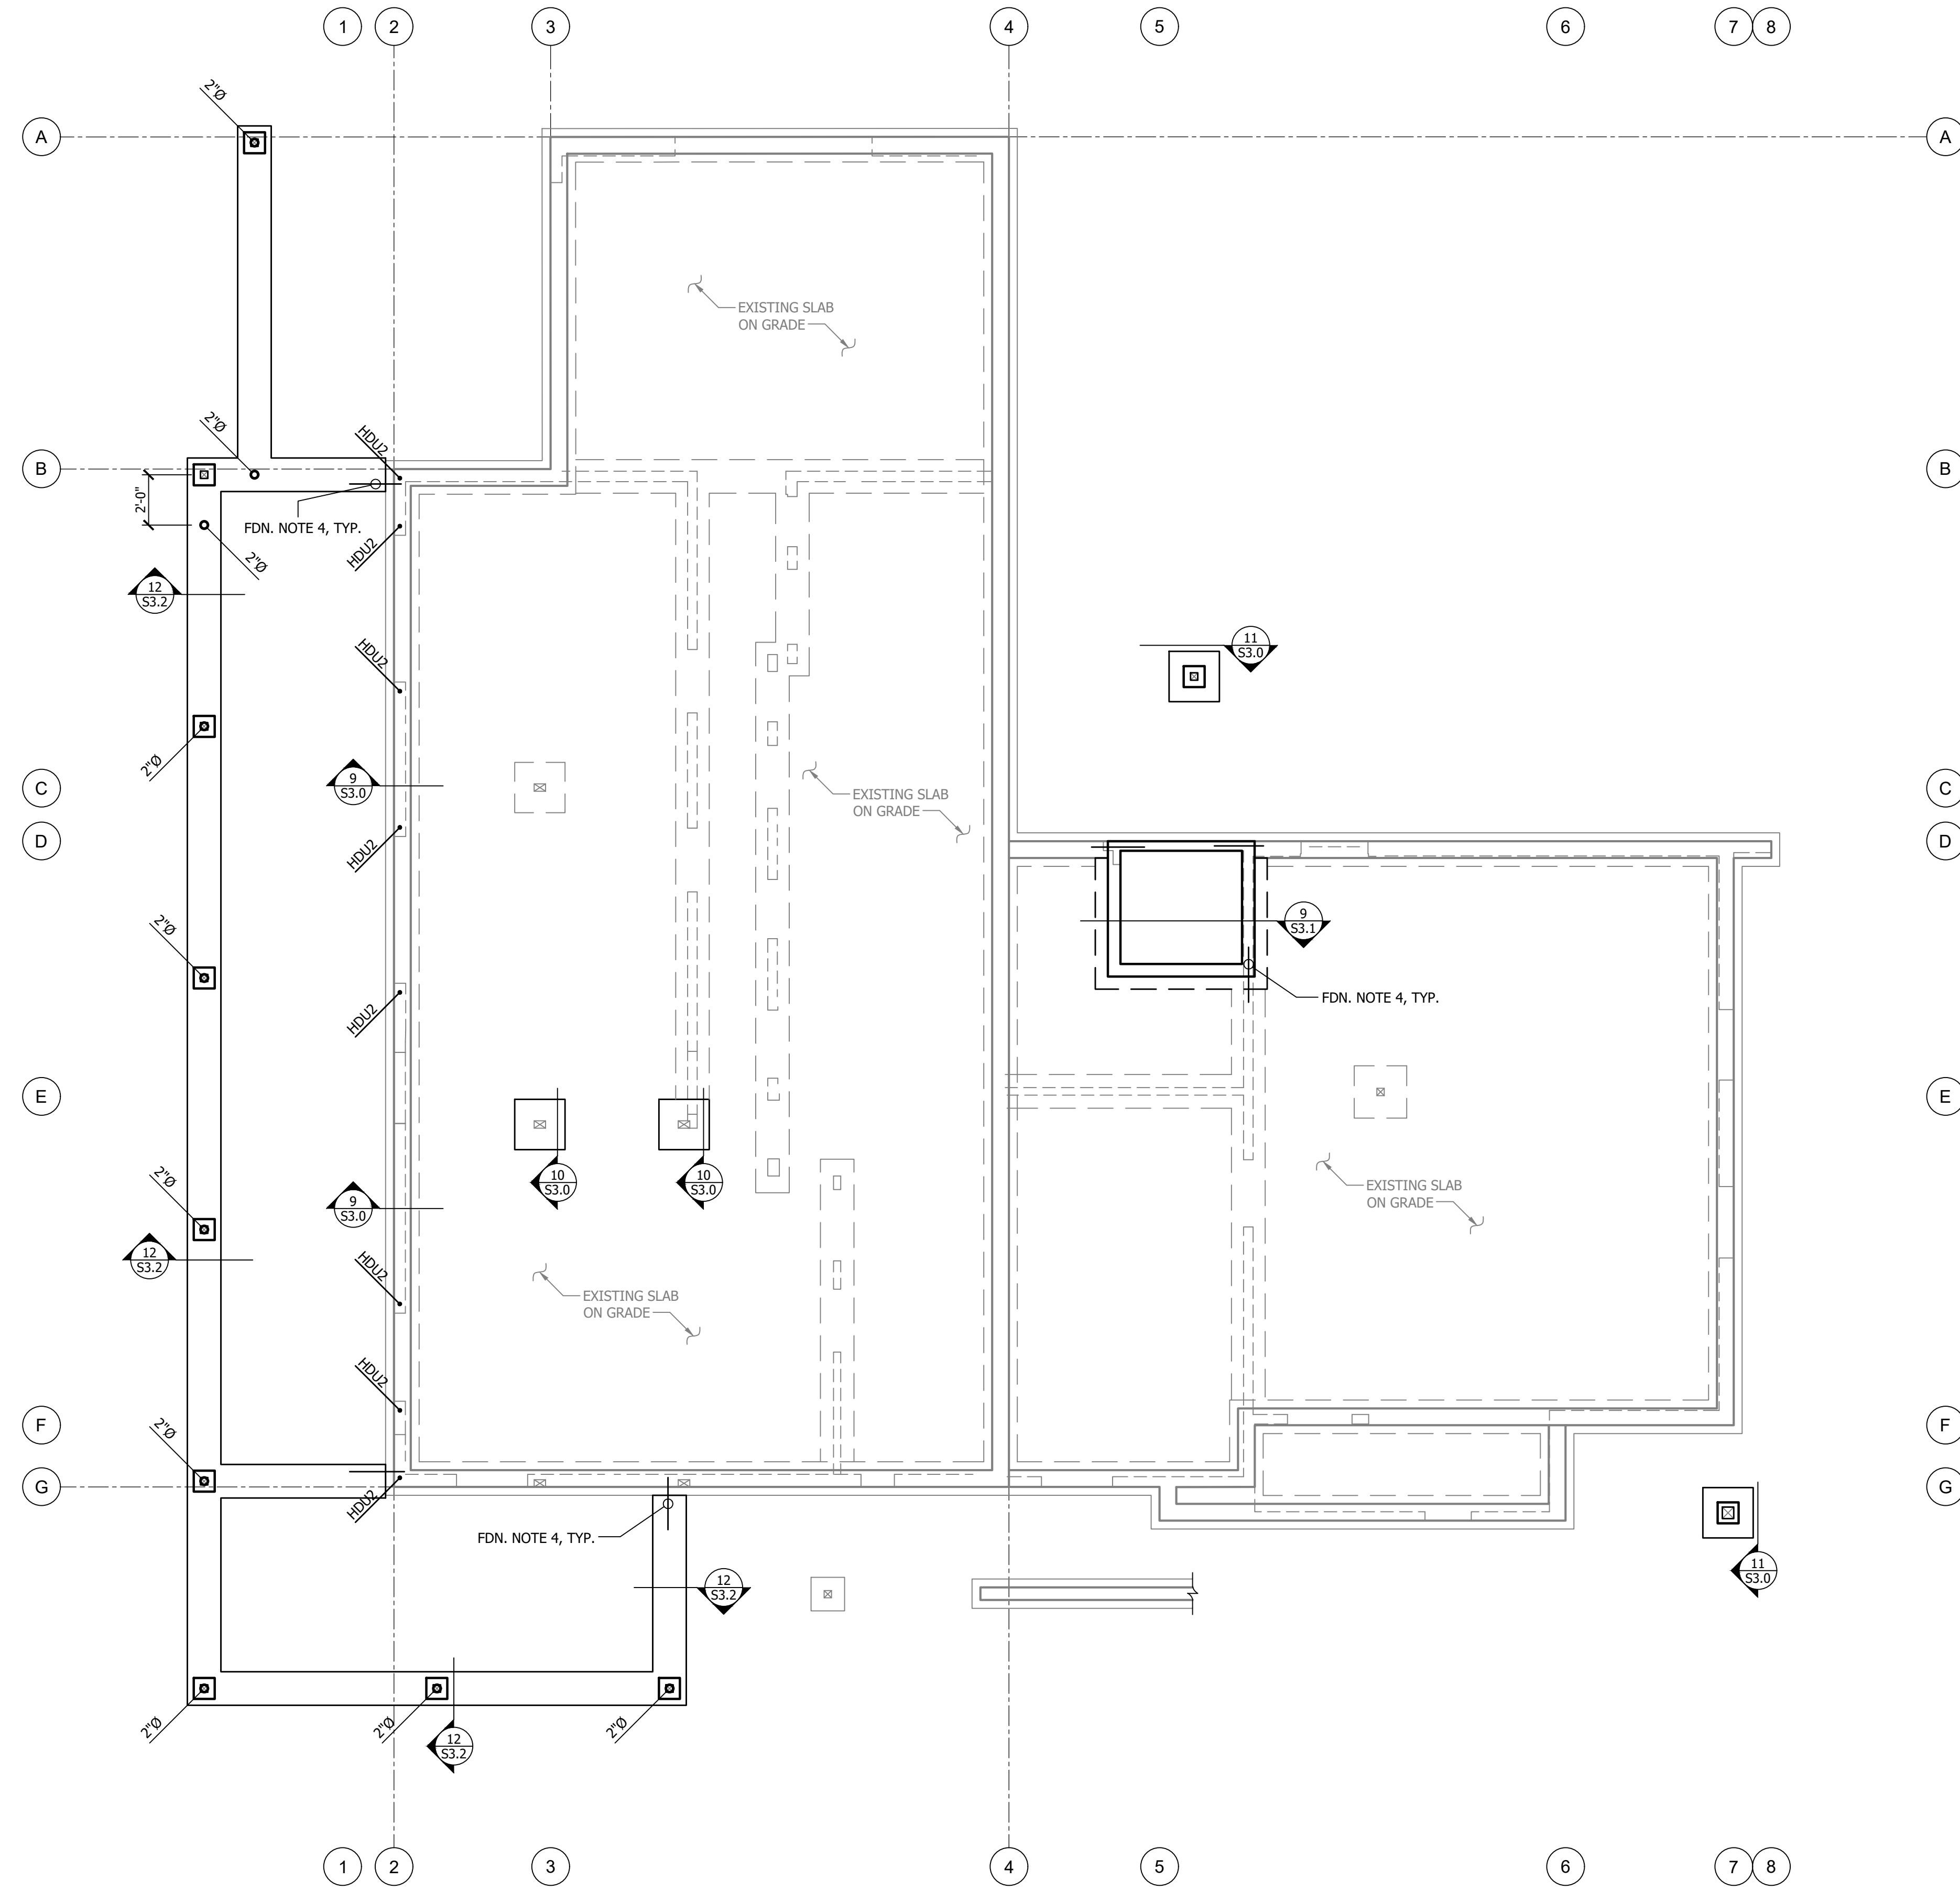 1 2 3 4 5 6 7 8
2"Ø
A A
EXISTING SLAB
ON GRADE
2"Ø
HDU2
B B
2'-0"
FDN. NOTE 4, TYP.
HDU2
2"Ø
12
S3.2
11
S3.0
HDU2
2"Ø
9
S3.0
C C
EXISTING SLAB
ON GRADE
D D
HDU2
2"Ø
9
S3.1
FDN. NOTE 4, TYP.
HDU2
E E
2"Ø
10
S3.0
10
S3.0
EXISTING SLAB
ON GRADE
9
S3.0
12
S3.2
HDU2
EXISTING SLAB
ON GRADE
HDU2
2"Ø
F F
G G
HDU2
FDN. NOTE 4, TYP.
11
S3.0
12
S3.2
2"Ø
2"Ø
2"Ø
12
S3.2
1 2 3 4 5 6 7 8